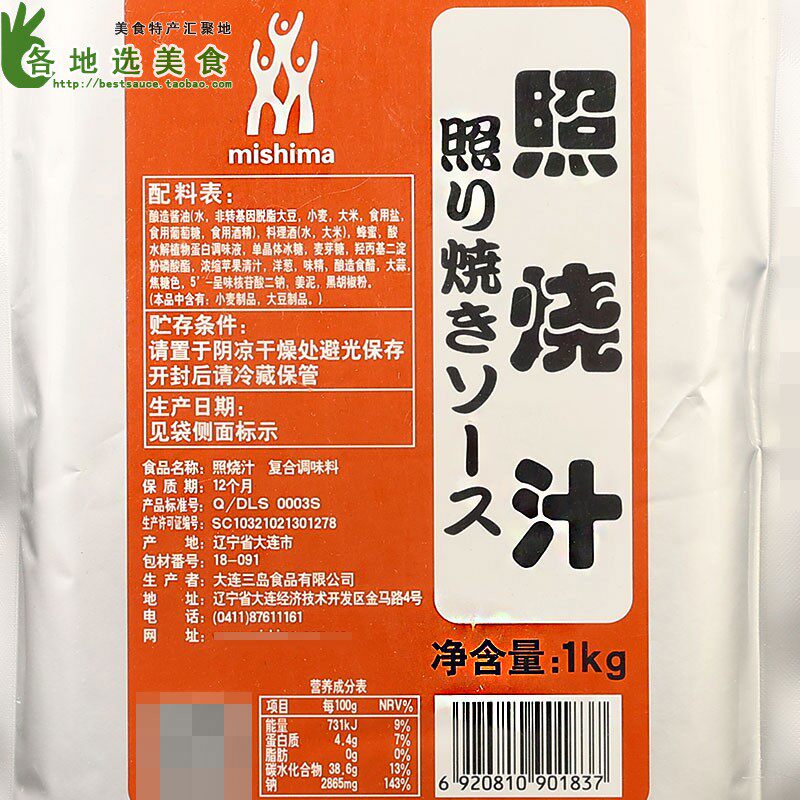 美食特产汇聚地
各地选美食
http://bestsauce.taobao.com
mishima
照烧汁
照り焼きソース
配料表:
酿造酱油(水，非转基因脱脂大豆，小麦，大米，食用盐，
食用葡萄糖，食用酒精)，料理酒(水，大米)，蜂蜜，酸
水解植物蛋白调味液，单晶体冰糖，麦芽糖，羟丙基二淀
粉磷酸酯，浓缩苹果清汁，洋葱，味精，酿造食醋，大蒜，
焦糖色，5′-呈味核苷酸二钠，姜泥，黑胡椒粉。
(本品中含有：小麦制品，大豆制品。)
贮存条件:
请置于阴凉干燥处避光保存
开封后请冷藏保管
生产日期:
见袋侧面标示
食品名称: 照烧汁 复合调味料
保质期: 12个月
产品标准号: Q/DLS 0003S
生产许可证编号: SC10321021301278
产地: 辽宁省大连市
包材番号: 18-091
生产者: 大连三岛食品有限公司
地址: 辽宁省大连经济技术开发区金马路4号
电话: (0411)87611161
网址:
净含量:1kg
营养成分表
项目 每100g NRV%
能量 731kJ 9%
蛋白质 4.4g 7%
脂肪 0g 0%
碳水化合物 38.6g 13%
钠 2865mg 143%
6 920810 901837